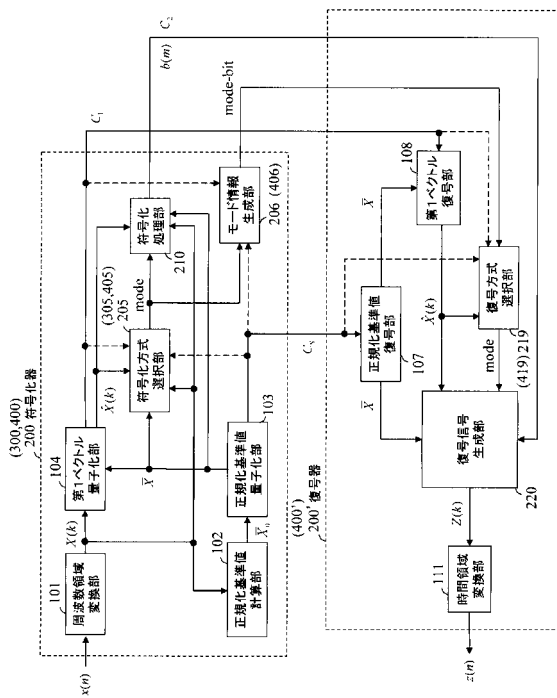 (300,400)
200 符号化器
x(n)
101
周波数領域
変換部
X(k)
104
第1ベクトル
量子化部
X̂(k)
102
正規化基準値
計算部
X̄₀
103
正規化基準値
量子化部
X̄
(305,405)
205
符号化方式
選択部
mode
符号化
処理部
210
モード情報
生成部
206 (406)
C₁
C₂
b(m)
mode-bit
C_N
(400')
200' 復号器
正規化基準値
復号部
107
X̄
X̄
108
第1ベクトル
復号部
X̂(k)
復号方式
選択部
(419) 219
mode
復号信号
生成部
220
Z(k)
111
時間領域
変換部
z(n)